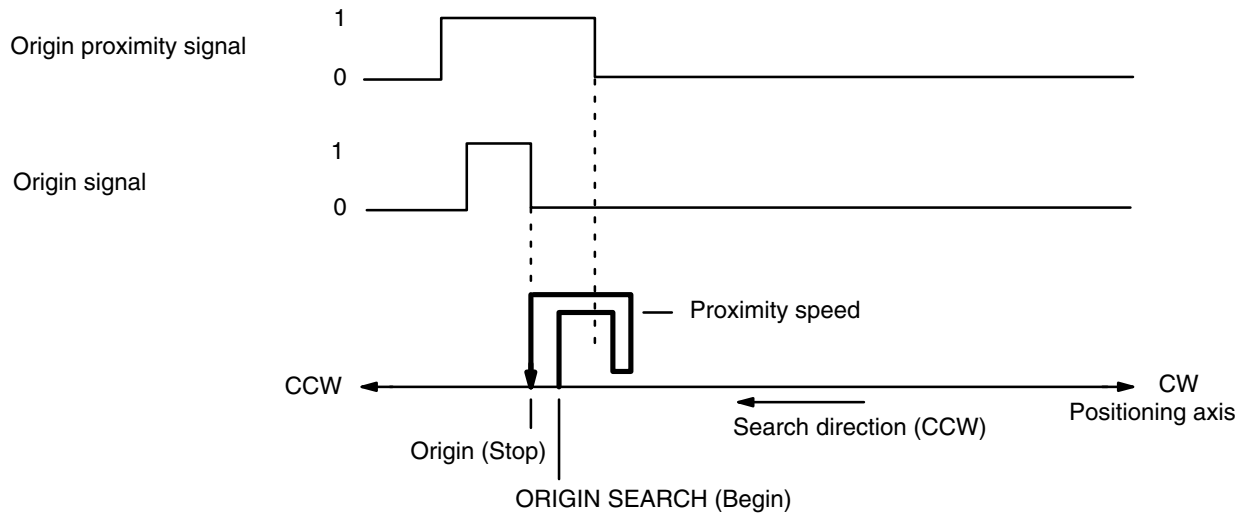 1
Origin proximity signal
0
1
Origin signal
0
Proximity speed
CCW
CW
Positioning axis
Search direction (CCW)
Origin (Stop)
ORIGIN SEARCH (Begin)